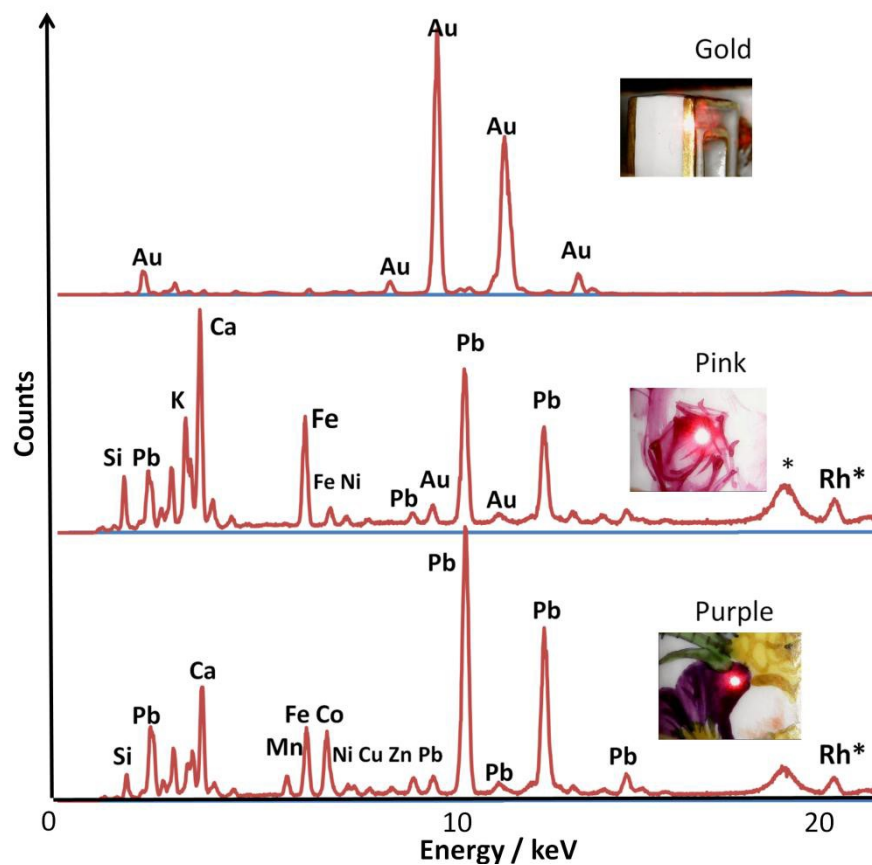 Au
Gold
Au
Au
Au
Au
Ca
Pb
Pink
K
Fe
Pb
Si
Pb
Fe Ni
Pb
Au
Au
*
Rh*
Pb
Purple
Pb
Ca
Pb
Fe Co
Si
Mn
Ni Cu Zn Pb
Pb
Pb
Rh*
Counts
0
10
20
Energy / keV